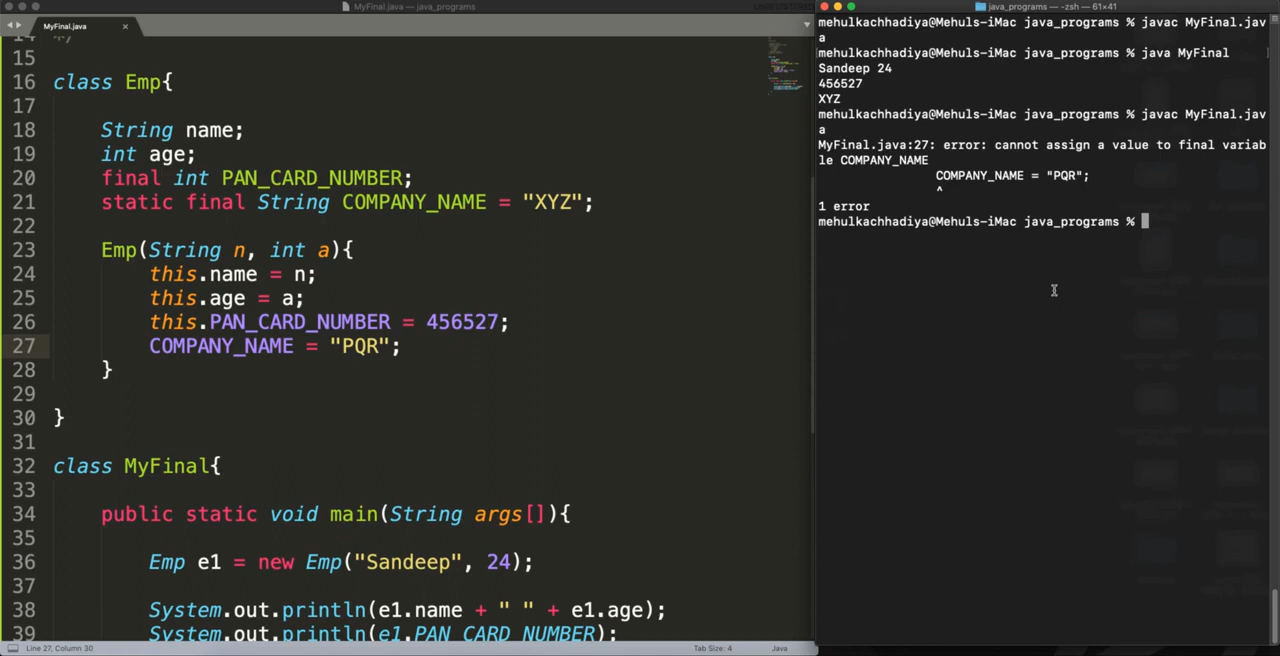 MyFinal.java — java_programs
UNREGISTERED
MyFinal.java ×
14 */
15
16 class Emp{
17
18 String name;
19 int age;
20 final int PAN_CARD_NUMBER;
21 static final String COMPANY_NAME = "XYZ";
22
23 Emp(String n, int a){
24 this.name = n;
25 this.age = a;
26 this.PAN_CARD_NUMBER = 456527;
27 COMPANY_NAME = "PQR";
28 }
29
30 }
31
32 class MyFinal{
33
34 public static void main(String args[]){
35
36 Emp e1 = new Emp("Sandeep", 24);
37
38 System.out.println(e1.name + " " + e1.age);
39 System.out.println(e1.PAN_CARD_NUMBER);
Line 27, Column 30
Tab Size: 4
Java
java_programs — -zsh — 61×41
mehulkachhadiya@Mehuls-iMac java_programs % javac MyFinal.jav
a
mehulkachhadiya@Mehuls-iMac java_programs % java MyFinal
Sandeep 24
456527
XYZ
mehulkachhadiya@Mehuls-iMac java_programs % javac MyFinal.jav
a
MyFinal.java:27: error: cannot assign a value to final variab
le COMPANY_NAME
COMPANY_NAME = "PQR";
^
1 error
mehulkachhadiya@Mehuls-iMac java_programs %